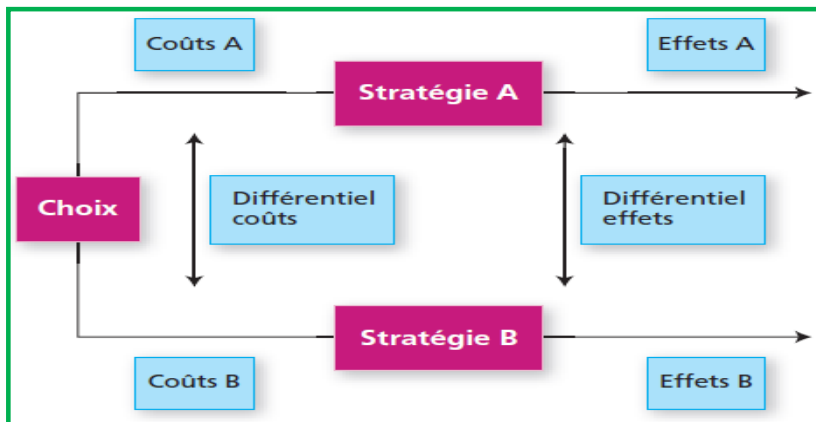 Coûts A
Effets A
Stratégie A
Choix
Différentiel
coûts
Différentiel
effets
Stratégie B
Coûts B
Effets B